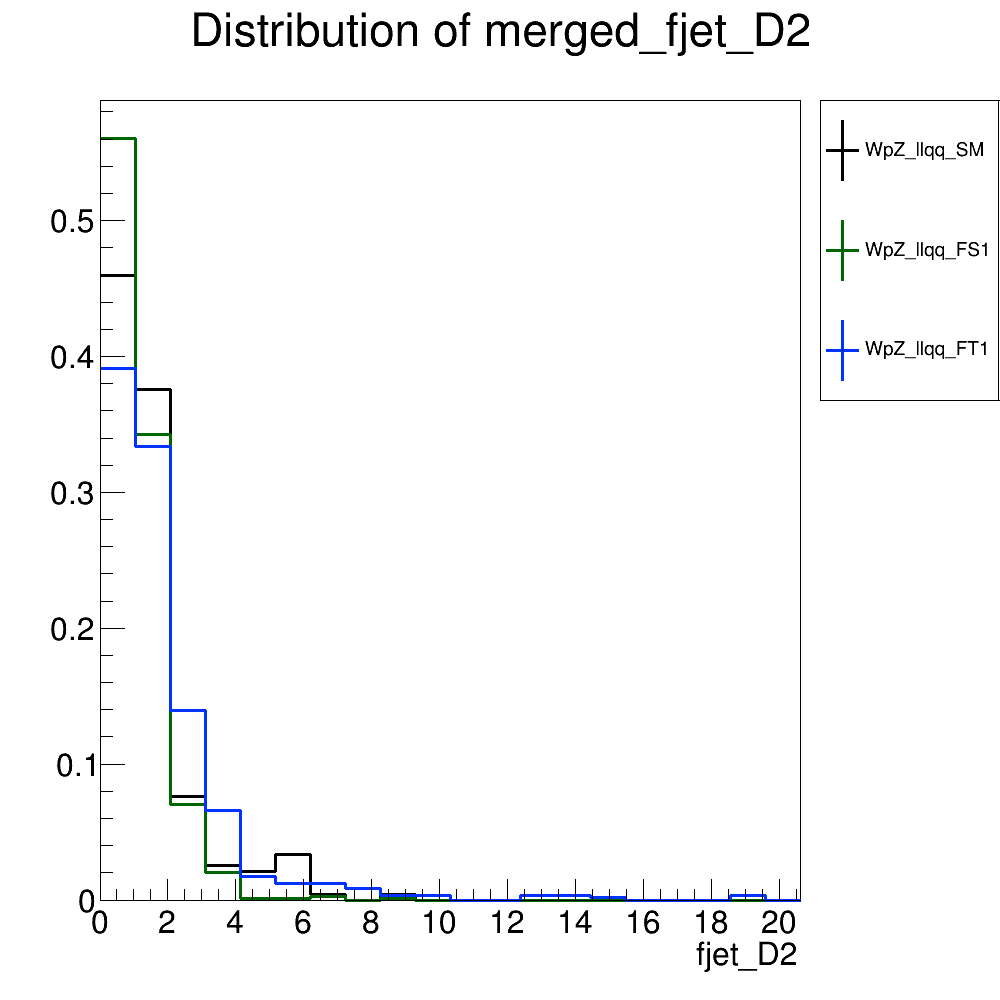 Distribution of merged_fjet_D2
WpZ_llqq_SM
WpZ_llqq_FS1
WpZ_llqq_FT1
0.5
0.4
0.3
0.2
0.1
0
0 2 4 6 8 10 12 14 16 18 20
fjet_D2